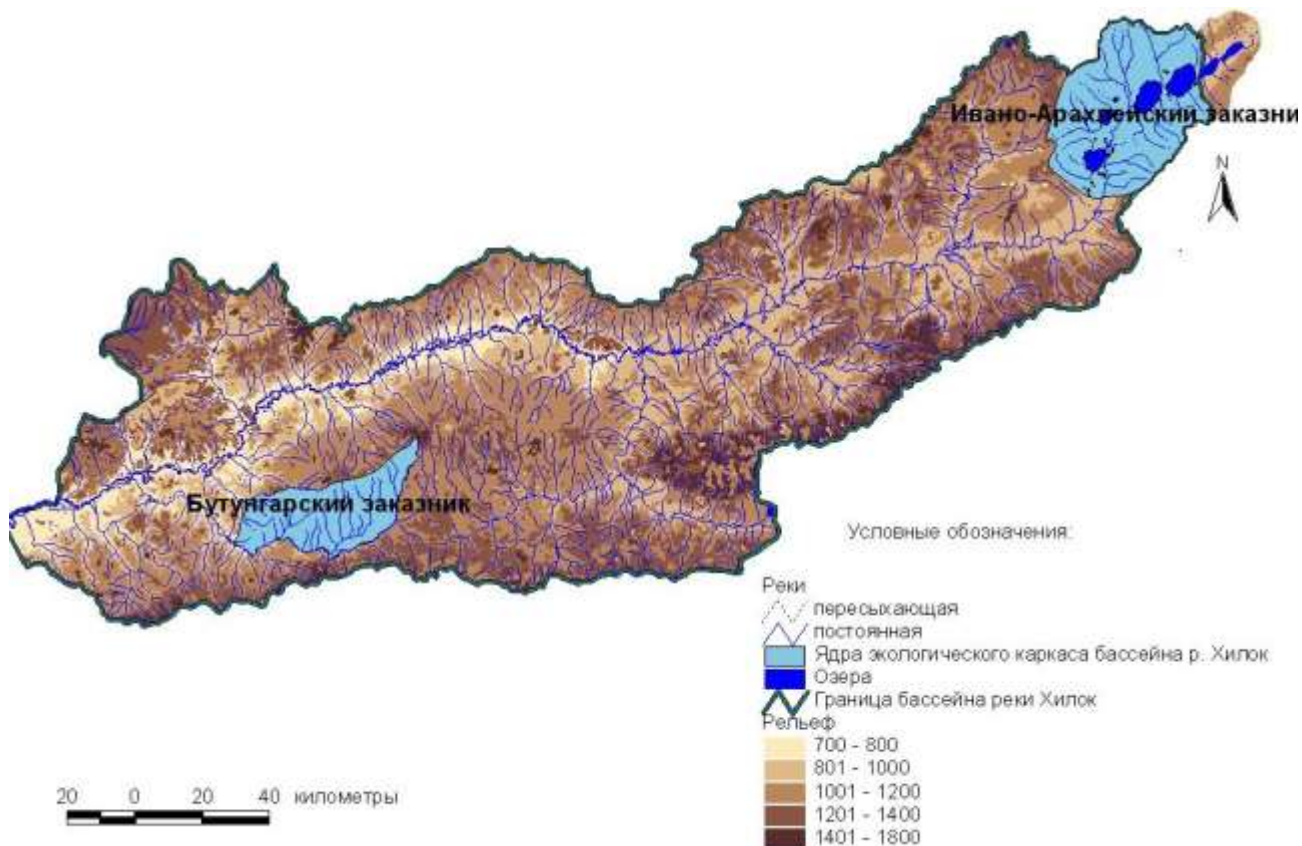 Ивано-Арахлейский заказни
N
Бутунгарский заказник
Условные обозначения:
Реки
пересыхающая
постоянная
Ядра экологического каркаса бассейна р. Хилок
Озера
Граница бассейна реки Хилок
Рельеф
700 - 800
801 - 1000
1001 - 1200
1201 - 1400
1401 - 1800
20 0 20 40 километры